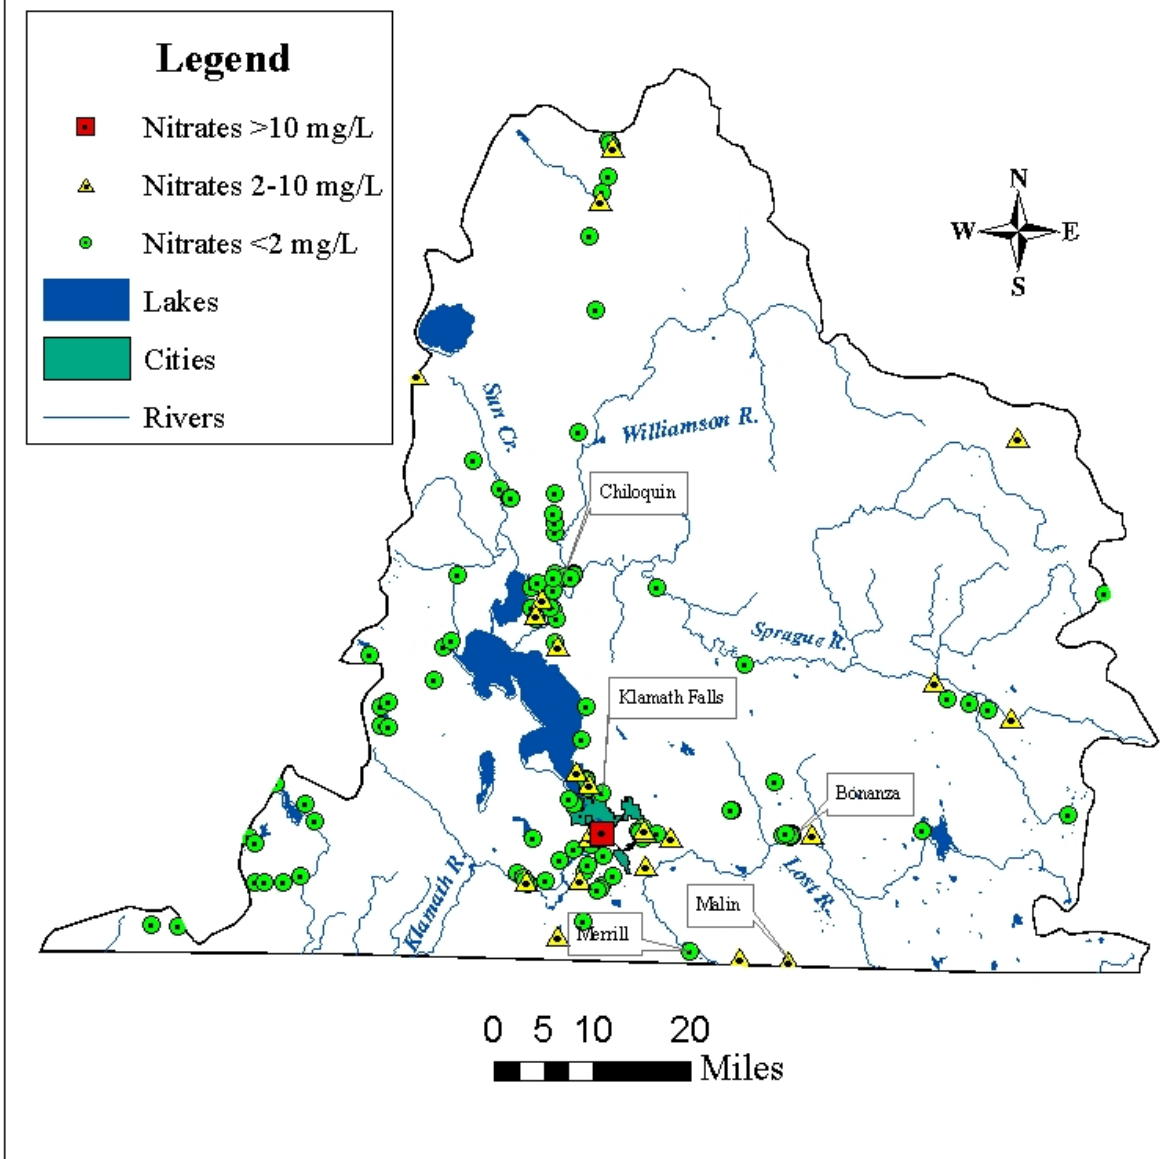 Legend
Nitrates >10 mg/L
Nitrates 2-10 mg/L
Nitrates <2 mg/L
Lakes
Cities
Rivers
N
W E
S
Sun Cr.
Williamson R.
Chiloquin
Sprague R.
Klamath Falls
Bonanza
Klamath R.
Lost R.
Malin
Merrill
0 5 10 20
Miles